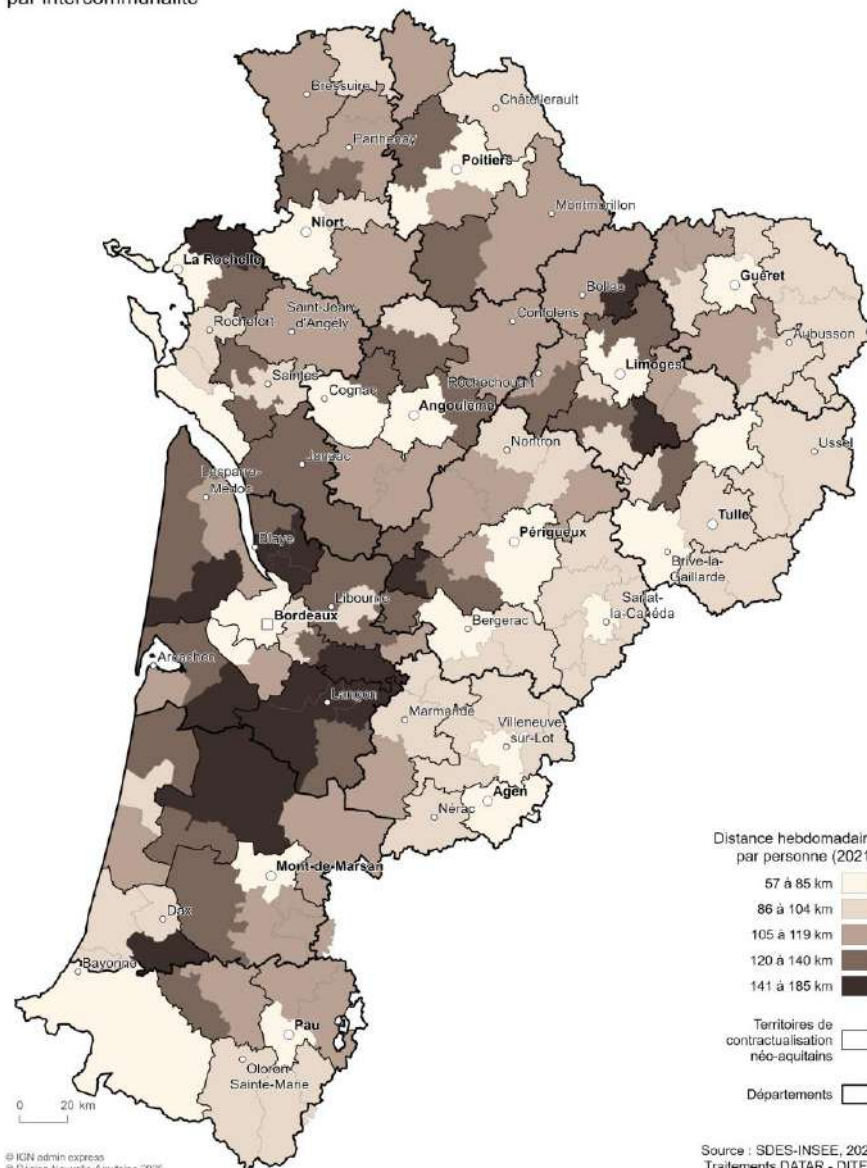 par intercommunalité
Bressuire
Châtellerault
Parthenay
Poitiers
Montmorillon
Niort
La Rochelle
Guéret
Bellac
Saint-Jean
d'Angély
Confolens
Rochefort
Aubusson
Limoges
Saintes
Rochechouart
Cognac
Angoulême
Nontron
Ussel
Jonzac
Lesparre-
Médoc
Tulle
Périgueux
Blaye
Brive-la-
Gaillarde
Libourne
Sarlat-
la-Canéda
Bordeaux
Bergerac
Arcachon
Langon
Marmande
Villeneuve
sur-Lot
Agen
Nérac
Mont-de-Marsan
Dax
Bayonne
Pau
Oloron
Sainte-Marie
Distance hebdomadair
par personne (2021
57 à 85 km
86 à 104 km
105 à 119 km
120 à 140 km
141 à 185 km
Territoires de
contractualisation
néo-aquitains
Départements
0 20 km
© IGN admin express
© Région Nouvelle-Aquitaine
Source : SDES-INSEE, 202
Traitements DATAR - DITE